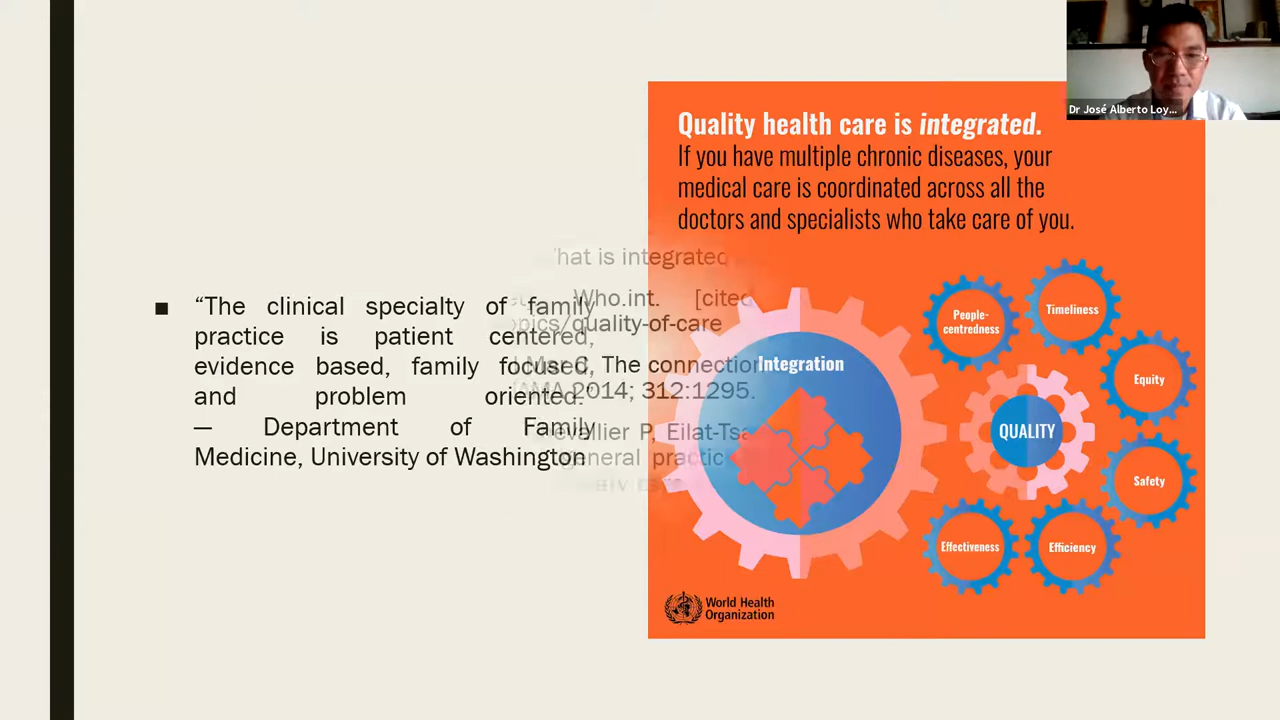 Dr José Alberto Loy...
Quality health care is integrated.
If you have multiple chronic diseases, your
medical care is coordinated across all the
doctors and specialists who take care of you.
■ “The clinical specialty of family
practice is patient centered,
evidence based, family focused,
and problem oriented.”
— Department of Family
Medicine, University of Washington
hat is integrated
Who.int. [cited
pics/quality-of-care
C. The connection
JAMA 2014; 312:1295.
vallier P, Eilat-Tsa
general practic
Integration
People-
centredness
Timeliness
Equity
QUALITY
Safety
Effectiveness
Efficiency
World Health
Organization